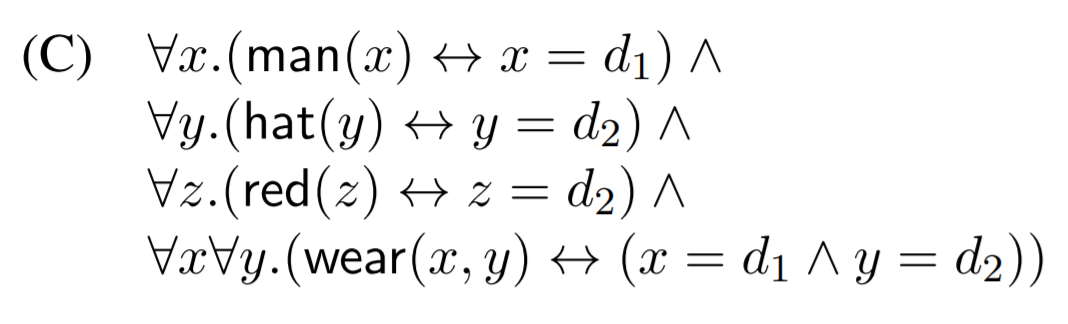 (C) ∀x.(man(x) ↔ x = d₁) ∧
∀y.(hat(y) ↔ y = d₂) ∧
∀z.(red(z) ↔ z = d₂) ∧
∀x∀y.(wear(x, y) ↔ (x = d₁ ∧ y = d₂))